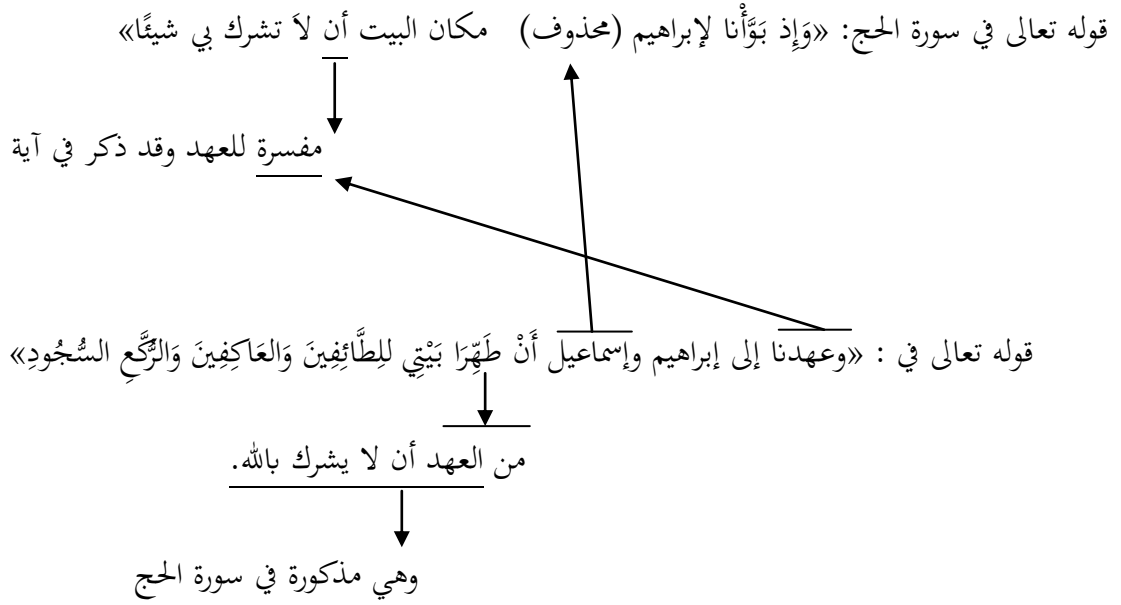 قوله تعالى في سورة الحج: «وَإِذ بَوَّأْنا لإبراهيم (محذوف) مكان البيت أن لاَ تشرك بي شيئًا»
مفسرة للعهد وقد ذكر في آية
قوله تعالى في : «وعهدنا إلى إبراهيم وإسماعيل أَنْ طَهِّرَا بَيْتِي للِطَّائِفِينَ وَالعَاكِفِينَ وَالرُّكَّعِ السُّجُودِ»
من العهد أن لا يشرك بالله.
وهي مذكورة في سورة الحج